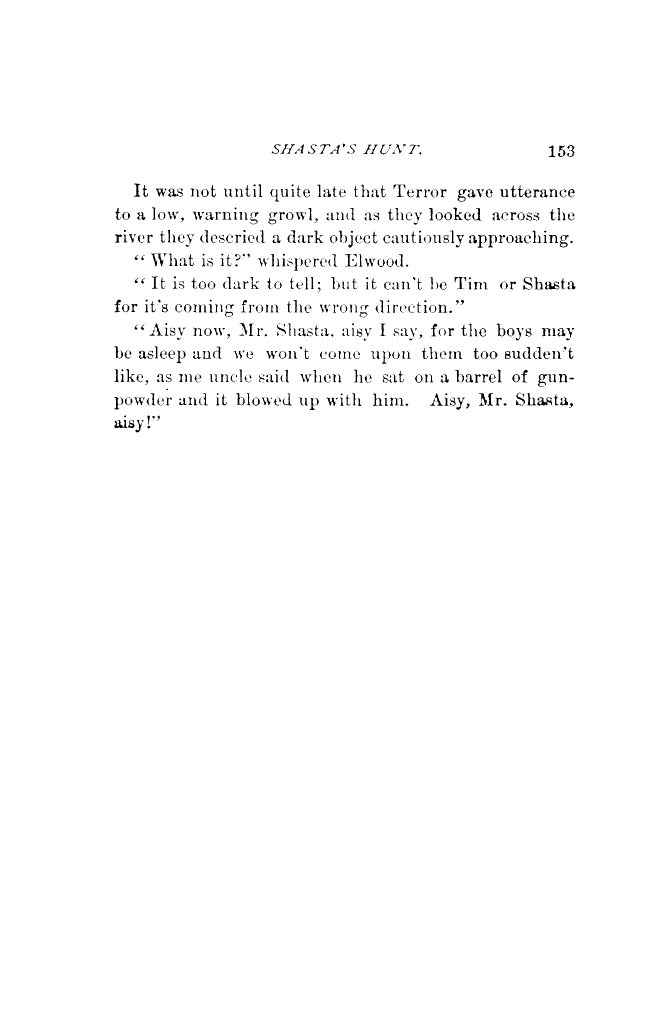 SHASTA'S HUNT. 153
It was not until quite late that Terror gave utterance
to a low, warning growl, and as they looked across the
river they descried a dark object cautiously approaching.
“ What is it?” whispered Elwood.
“ It is too dark to tell; but it can't be Tim or Shasta
for it's coming from the wrong direction.”
“ Aisy now, Mr. Shasta, aisy I say, for the boys may
be asleep and we won't come upon them too sudden't
like, as me uncle said when he sat on a barrel of gun-
powder and it blowed up with him. Aisy, Mr. Shasta,
aisy!”